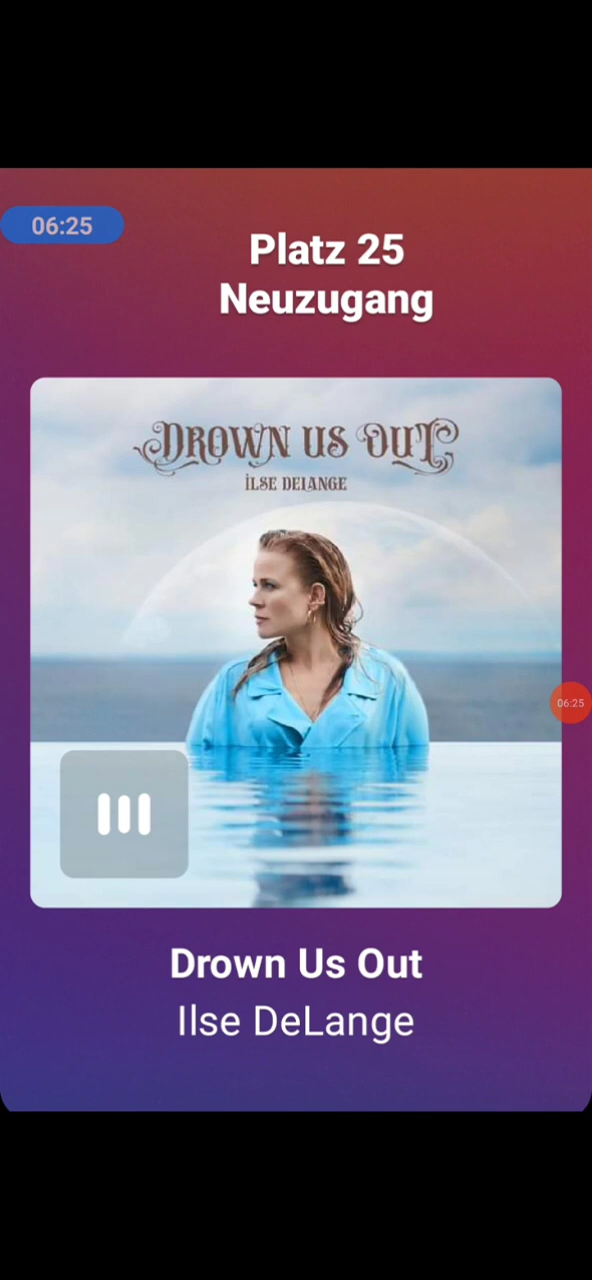 06:25
Platz 25
Neuzugang
DROWN US OUT
ILSE DELANGE
06:25
Drown Us Out
Ilse DeLange